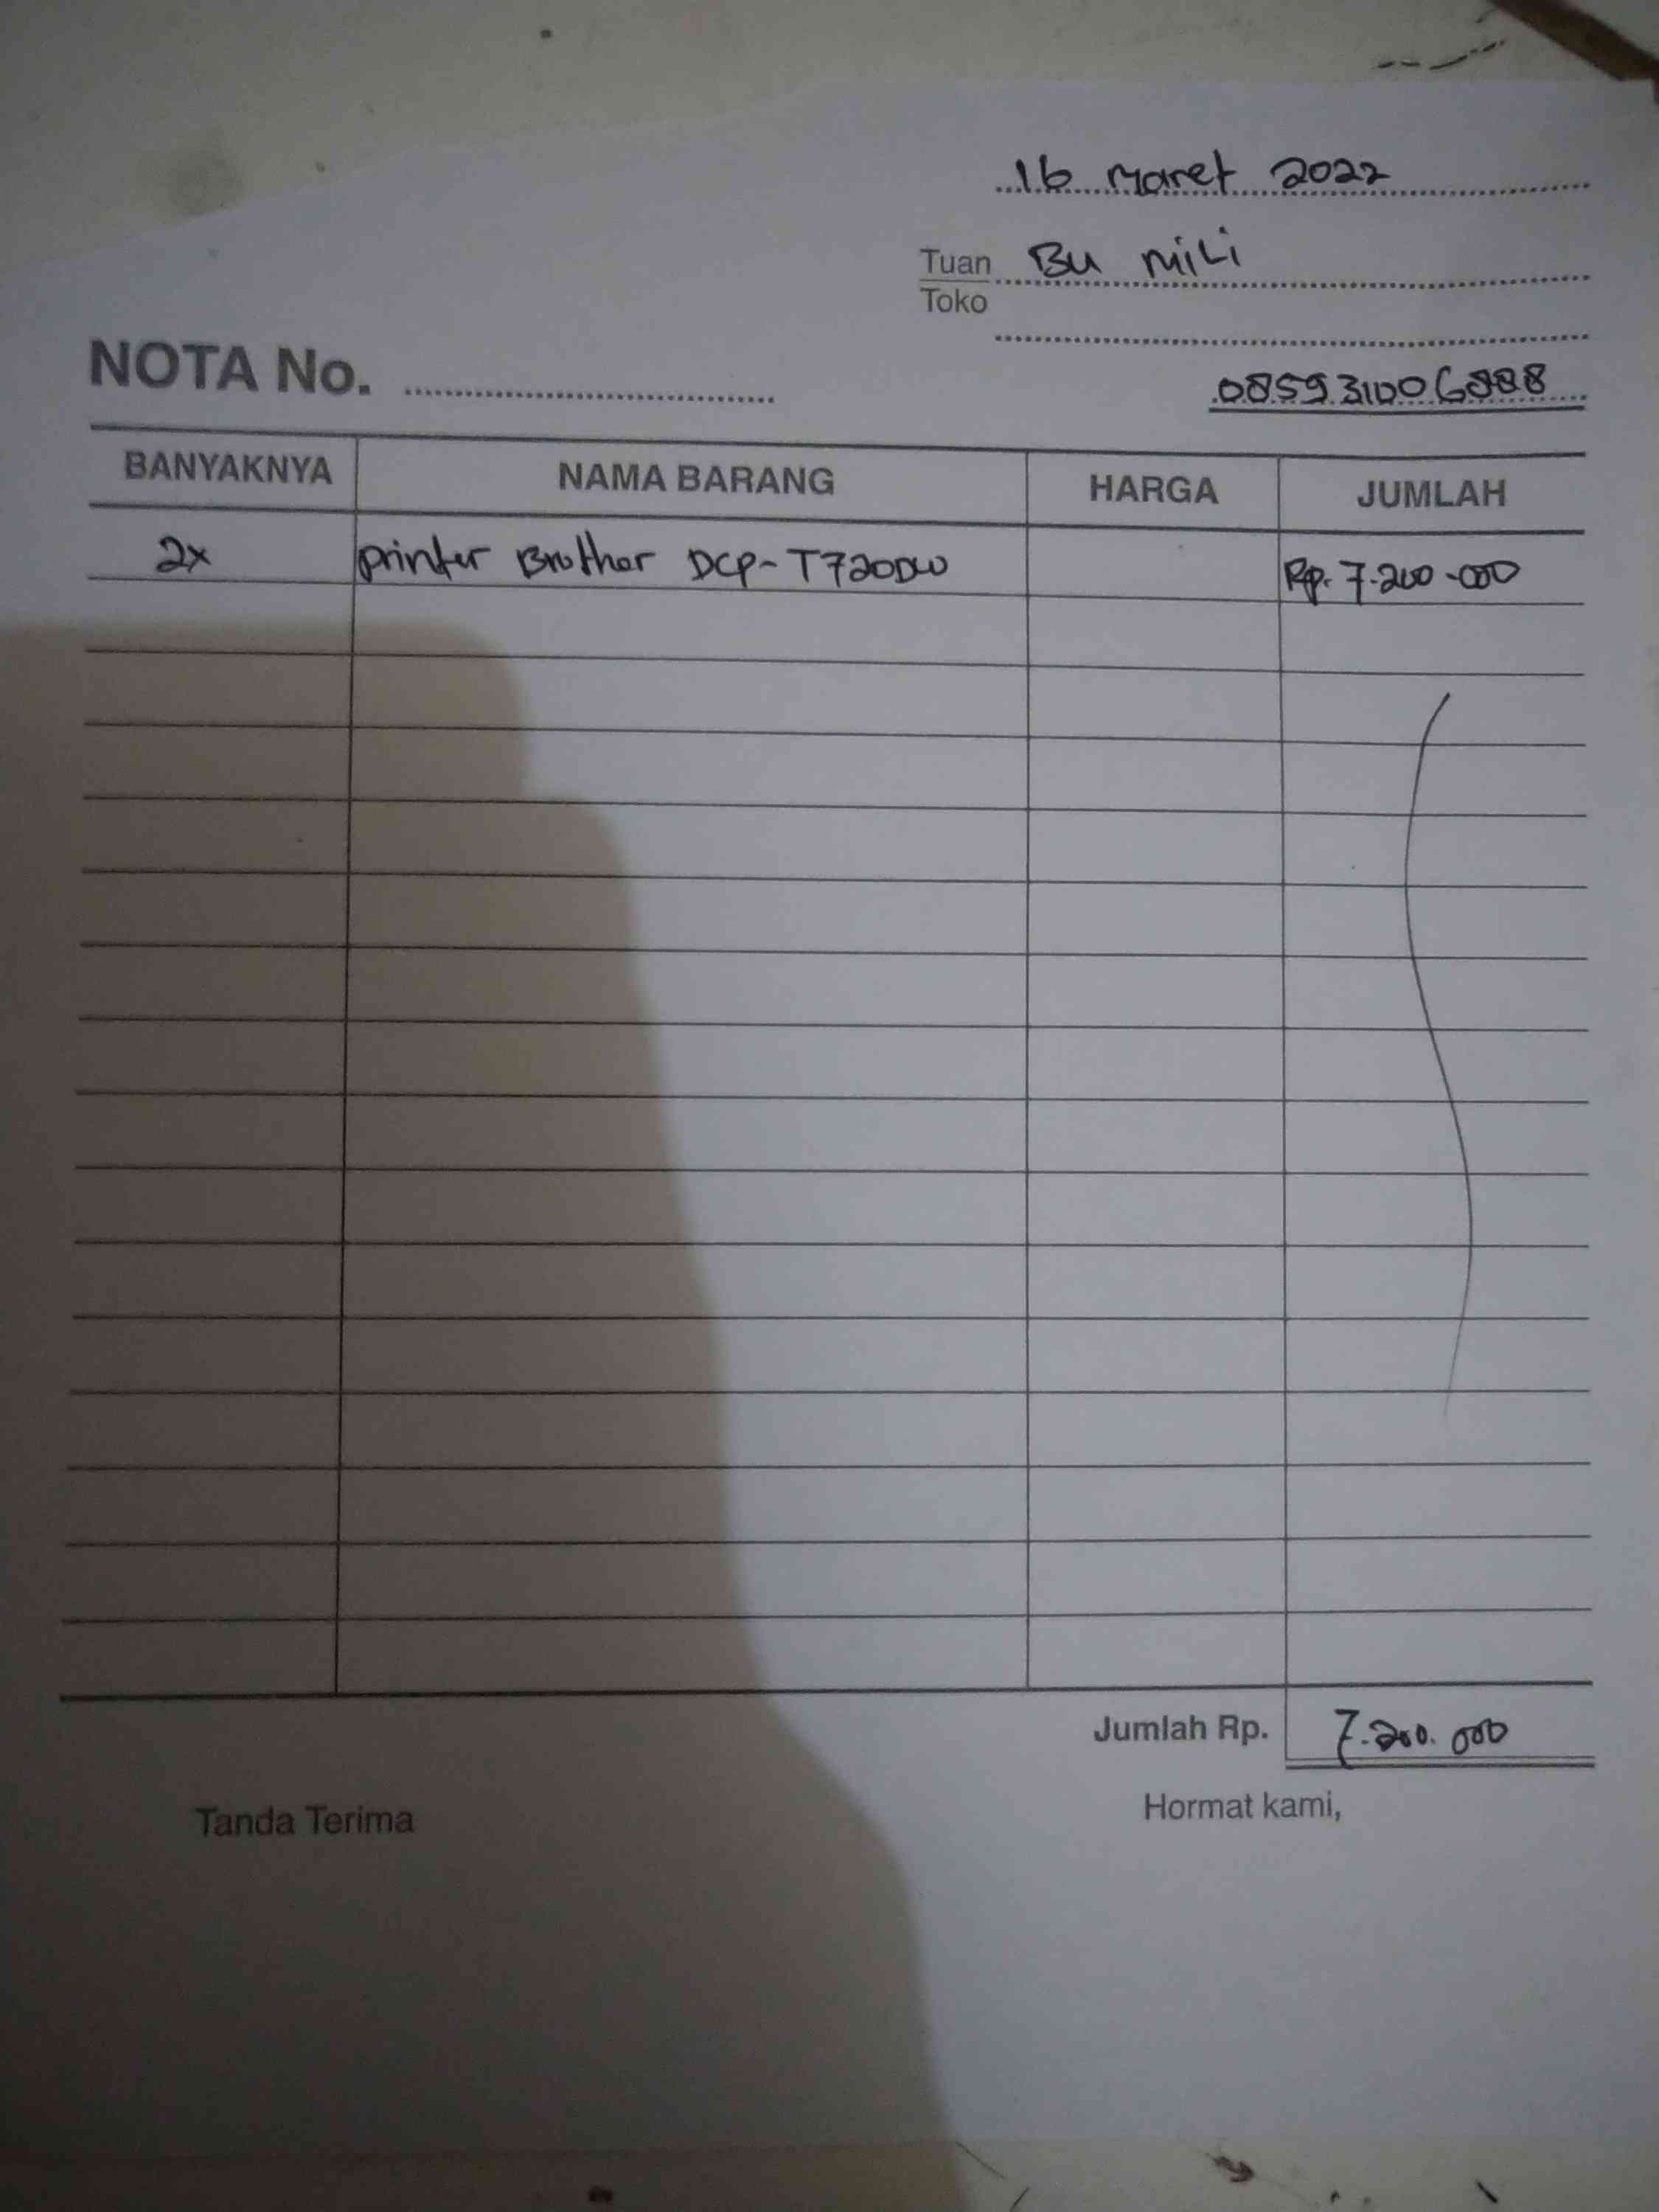 16 Maret 2022
Tuan Bu Mili
Toko
NOTA No.
BANYAKNYA NAMA BARANG HARGA JUMLAH
2x printer Brother DCP-T720DW Rp. 7.200.000
Jumlah Rp. 7.200.000
Tanda Terima Hormat kami,